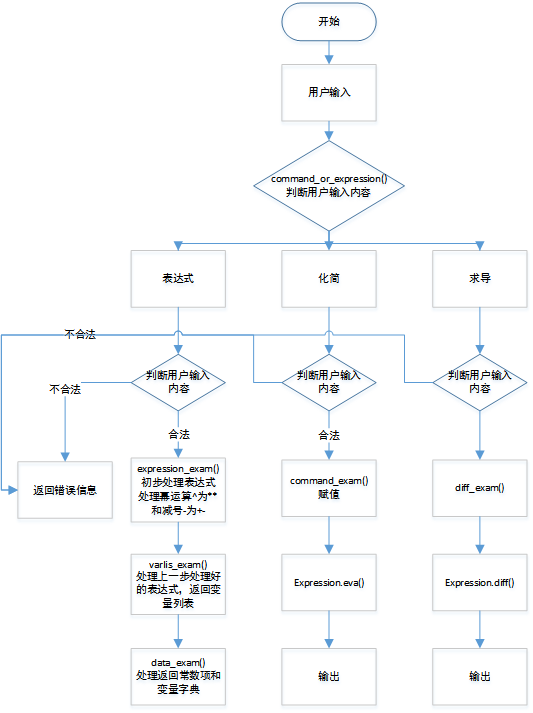 开始
用户输入
command_or_expression()
判断用户输入内容
表达式
化简
求导
不合法
判断用户输入
内容
判断用户输入
内容
判断用户输入
内容
不合法
合法
合法
返回错误信息
expression_exam()
初步处理表达式
处理幂运算^为**
和减号-为+-
command_exam()
赋值
diff_exam()
varlis_exam()
处理上一步处理好
的表达式，返回变
量列表
Expression.eva()
Expression.diff()
data_exam()
处理返回常数项和
变量字典
输出
输出